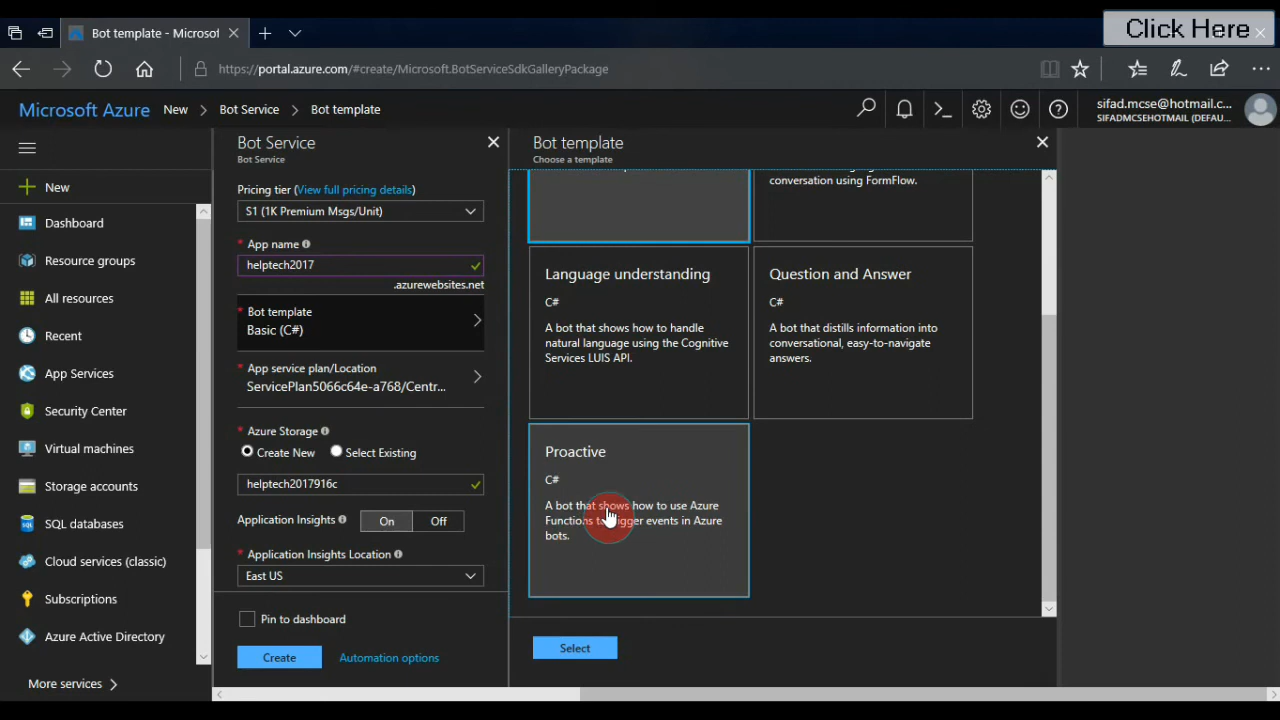 Click Here
Bot template - Microsof
https://portal.azure.com/#create/Microsoft.BotServiceSdkGalleryPackage
Microsoft Azure New > Bot Service > Bot template
sifad.mcse@hotmail.c...
SIFADMCSEHOTMAIL (DEFAU...
New
Dashboard
Resource groups
All resources
Recent
App Services
Security Center
Virtual machines
Storage accounts
SQL databases
Cloud services (classic)
Subscriptions
Azure Active Directory
More services >
Bot Service
Bot Service
Pricing tier (View full pricing details)
S1 (1K Premium Msgs/Unit)
* App name
helptech2017
.azurewebsites.net
* Bot template
Basic (C#)
* App service plan/Location
ServicePlan5066c64e-a768/Centr...
* Azure Storage
Create New Select Existing
helptech2017916c
Application Insights On Off
* Application Insights Location
East US
Pin to dashboard
Create Automation options
Bot template
Choose a template
conversation using FormFlow.
Language understanding
C#
A bot that shows how to handle
natural language using the Cognitive
Services LUIS API.
Question and Answer
C#
A bot that distills information into
conversational, easy-to-navigate
answers.
Proactive
C#
A bot that shows how to use Azure
Functions to trigger events in Azure
bots.
Select